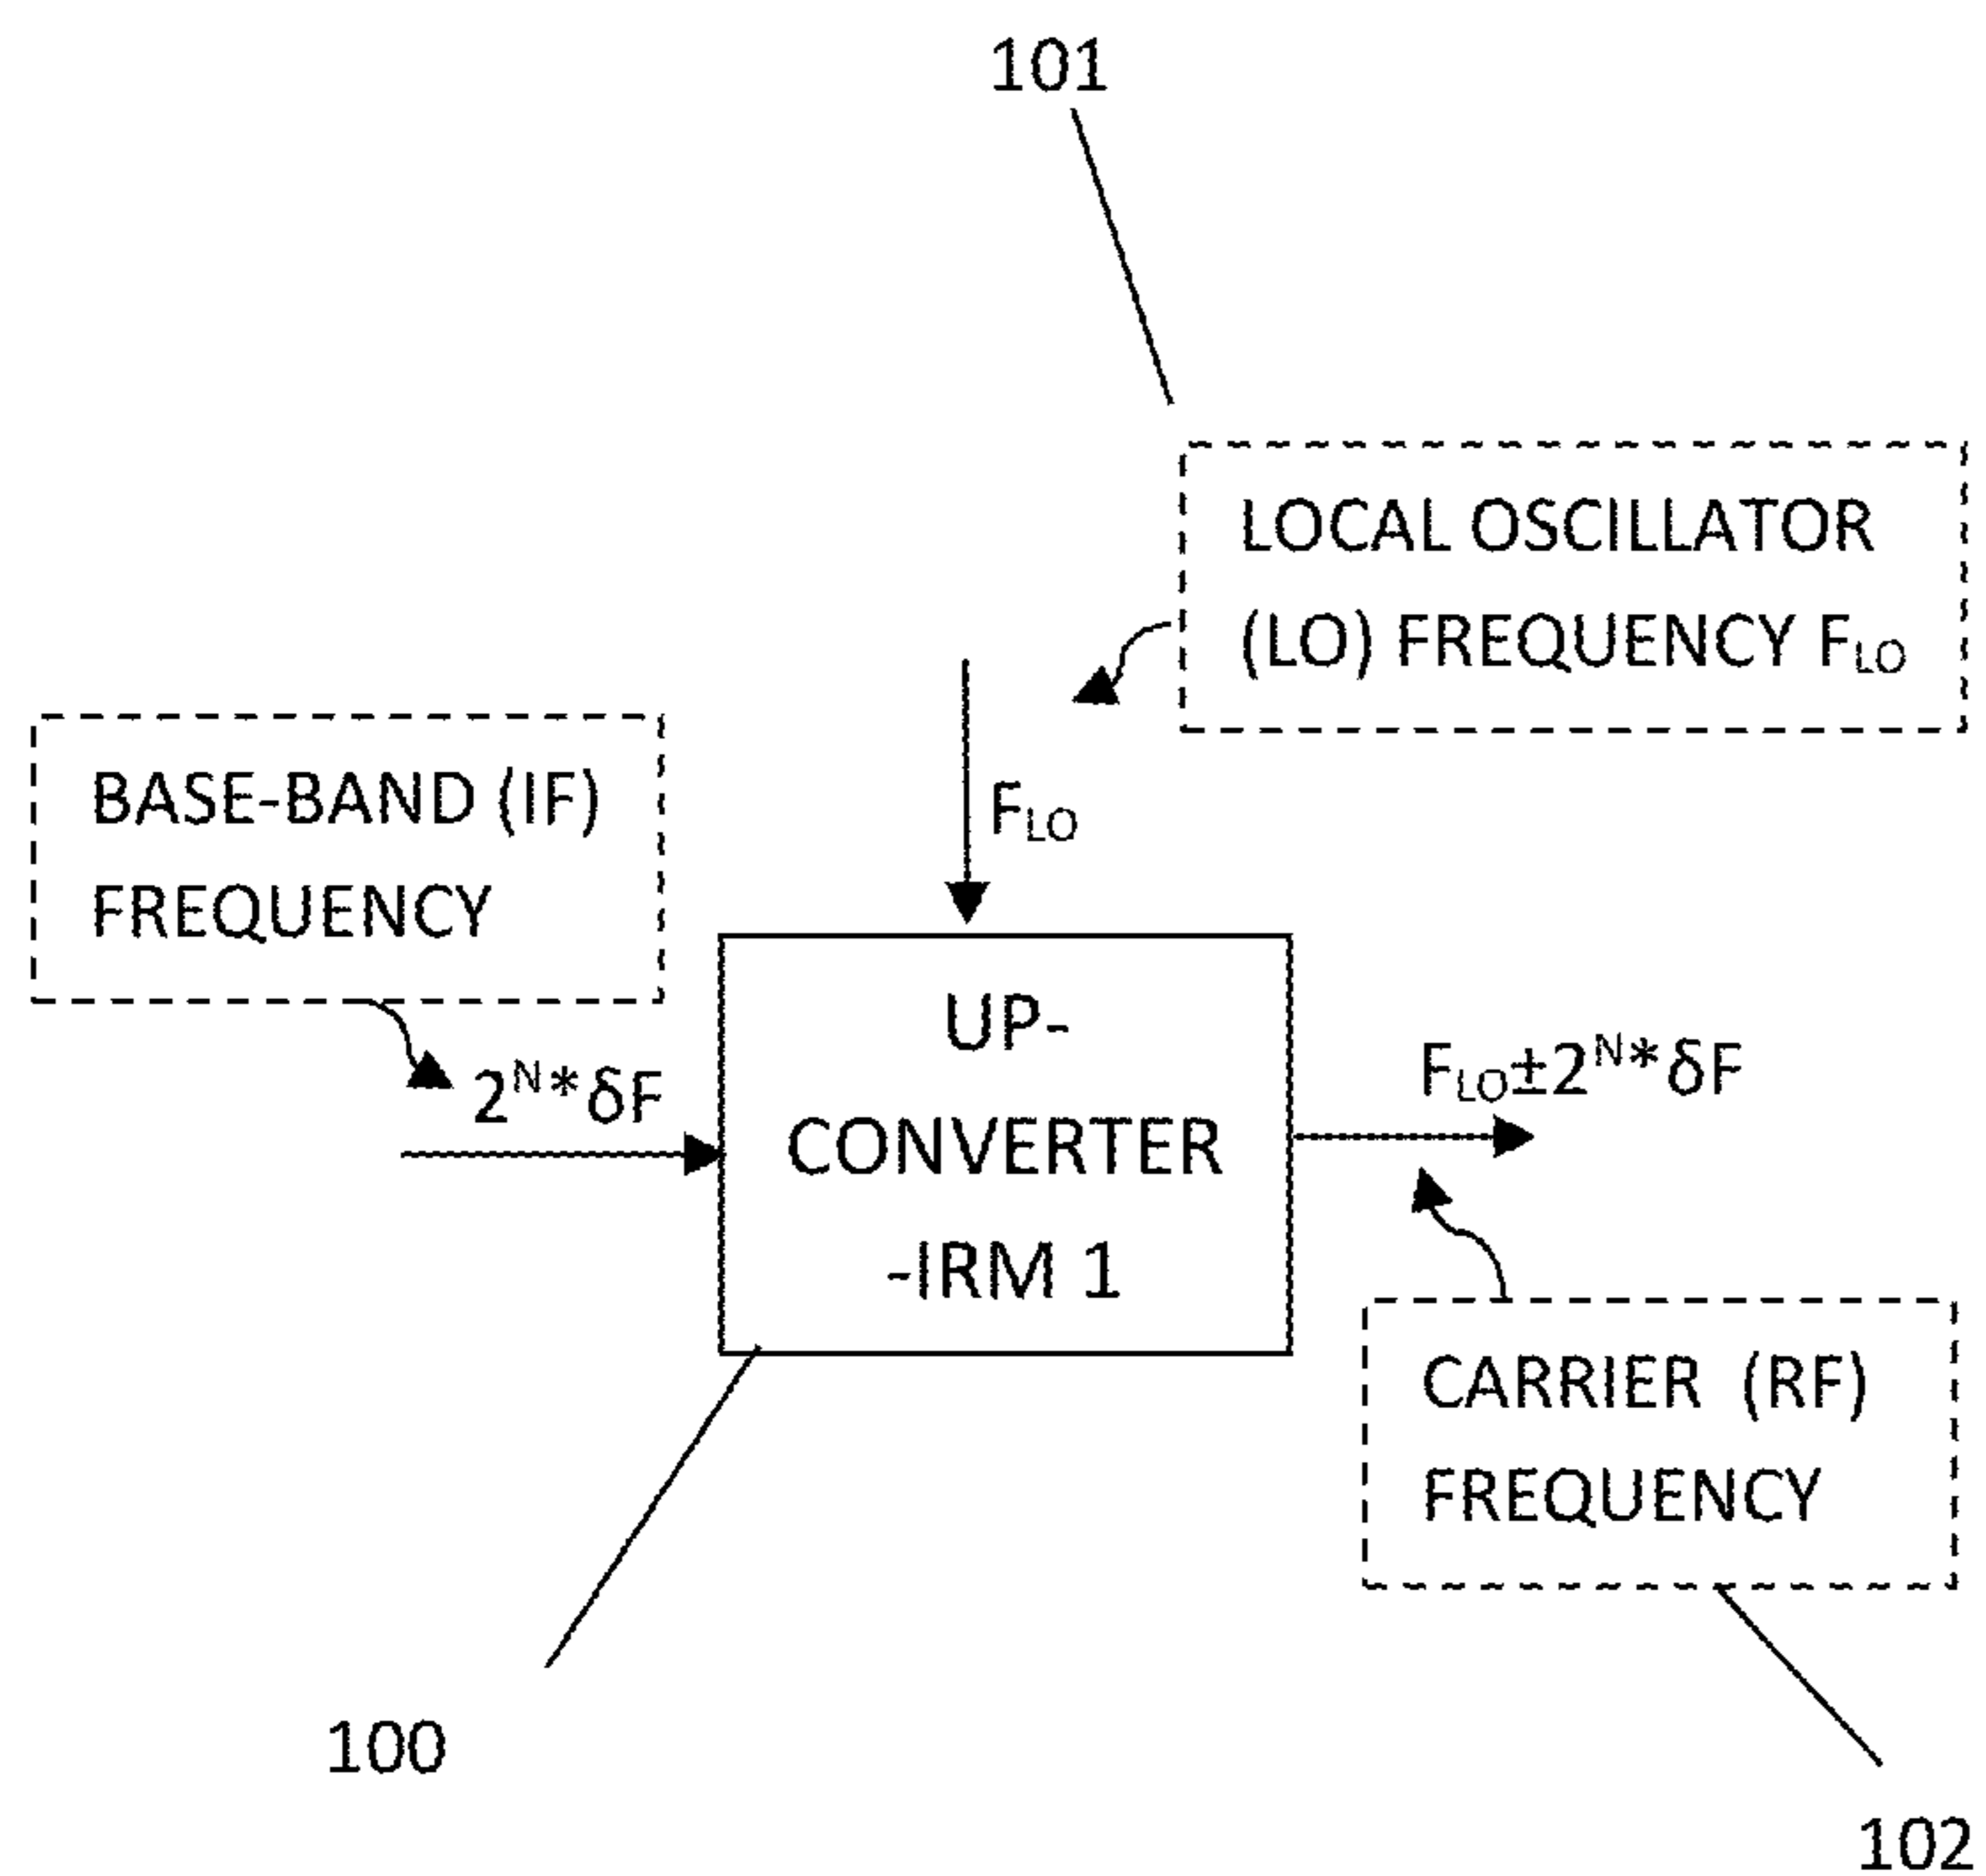 101
LOCAL OSCILLATOR
(LO) FREQUENCY F_LO
BASE-BAND (IF)
FREQUENCY
F_LO
2^N*δF
UP-
CONVERTER
-IRM 1
F_LO±2^N*δF
CARRIER (RF)
FREQUENCY
100
102